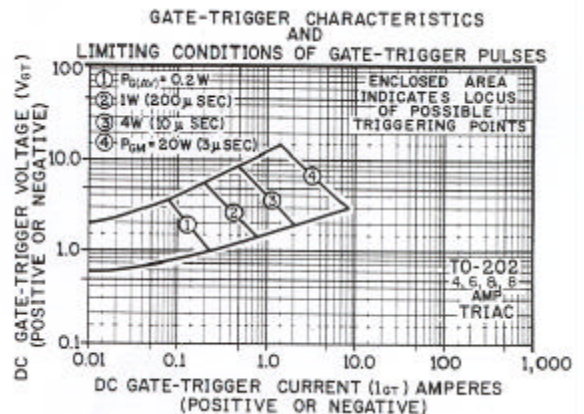 GATE-TRIGGER CHARACTERISTICS
AND
LIMITING CONDITIONS OF GATE-TRIGGER PULSES
DC GATE-TRIGGER VOLTAGE (VGT)
(POSITIVE OR NEGATIVE)
100
10.0
1.0
0.1
① PG(AV) = 0.2 W
② 1W (200 µ SEC)
③ 4W (10 µ SEC)
④ PGM = 20W (3 µ SEC)
ENCLOSED AREA
INDICATES LOCUS
OF POSSIBLE
TRIGGERING POINTS
①
②
③
④
TO-202
4, 6, 8, 8
AMP
TRIAC
0.01
0.1
1.0
10
100
1,000
DC GATE-TRIGGER CURRENT (IGT) AMPERES
(POSITIVE OR NEGATIVE)